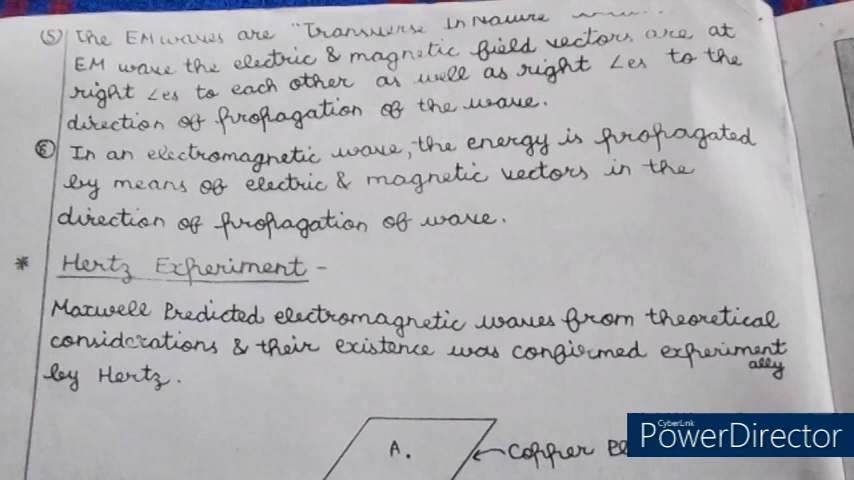 (5) The EM waves are "Transverse In Nature
EM wave the electric & magnetic field vectors are at
right ∠es to each other as well as right ∠es to the
direction of propagation of the wave.
(6) In an electromagnetic wave, the energy is propagated
by means of electric & magnetic vectors in the
direction of propagation of wave.
* Hertz Experiment -
Maxwell Predicted electromagnetic waves from theoretical
considerations & their existence was confirmed experiment
ally
by Hertz.
A.
Copper
CyberLink
PowerDirector